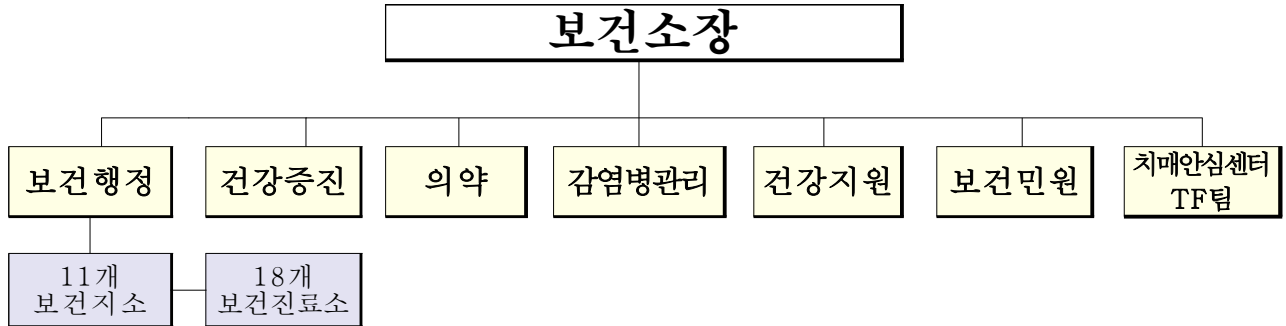 보건소장
보건행정
건강증진
의약
감염병관리
건강지원
보건민원
치매안심센터
TF팀
11개
보건지소
18개
보건진료소